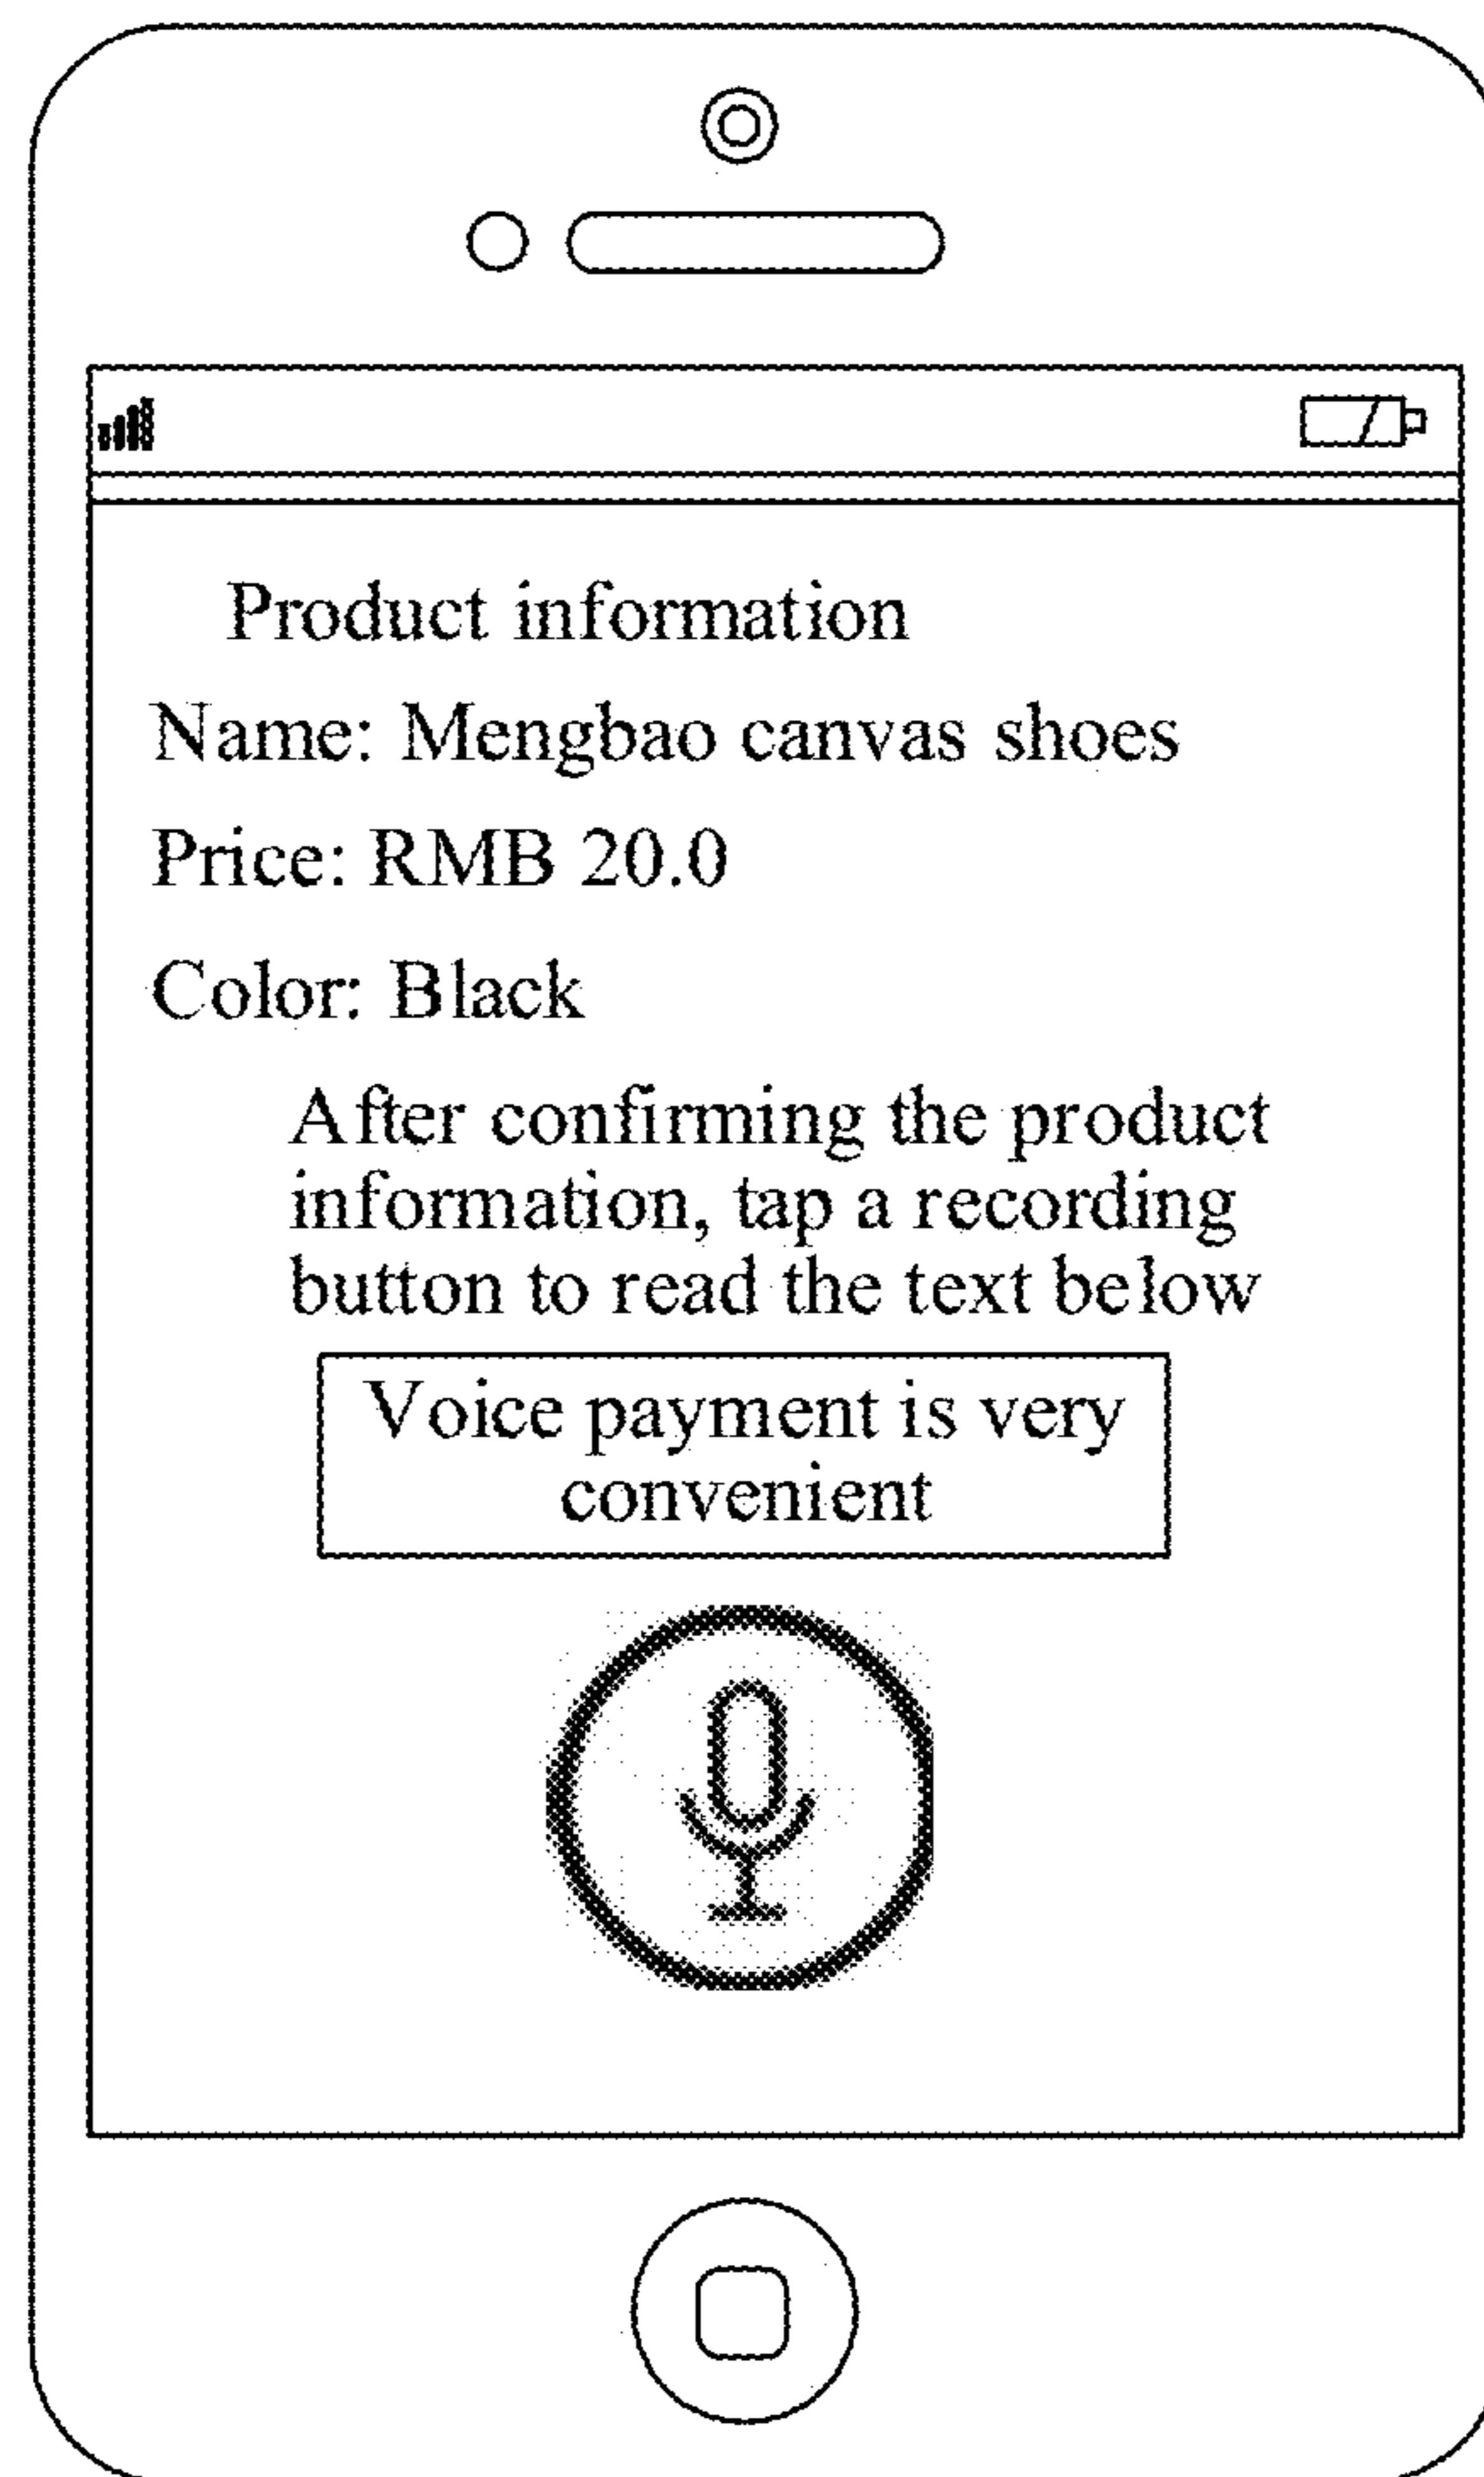 Product information
Name: Mengbao canvas shoes
Price: RMB 20.0
Color: Black
After confirming the product
information, tap a recording
button to read the text below
Voice payment is very
convenient